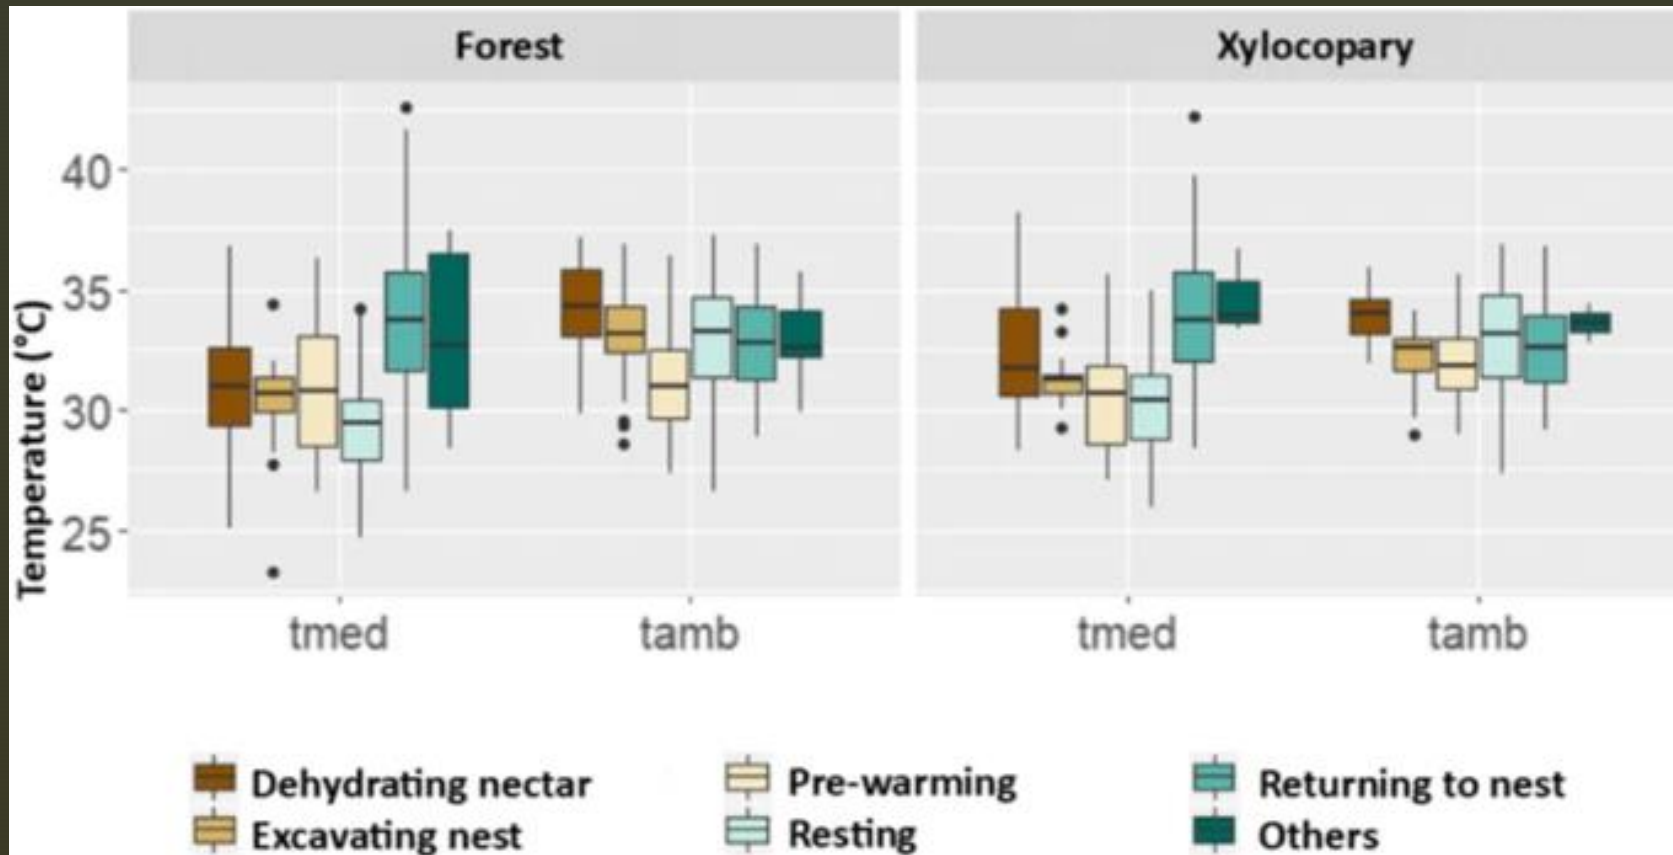 Forest Xylocopary
Temperature (°C)
40
35
30
25
tmed tamb tmed tamb
Dehydrating nectar Pre-warming Returning to nest
Excavating nest Resting Others